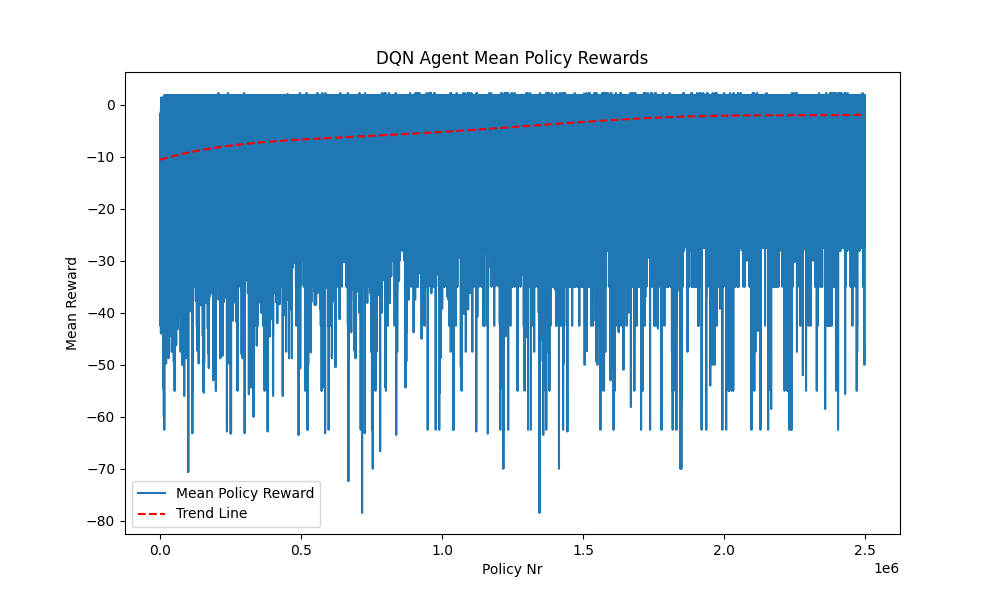 DQN Agent Mean Policy Rewards
Mean Reward
0
−10
−20
−30
−40
−50
−60
−70
−80
Mean Policy Reward
Trend Line
0.0 0.5 1.0 1.5 2.0 2.5
1e6
Policy Nr